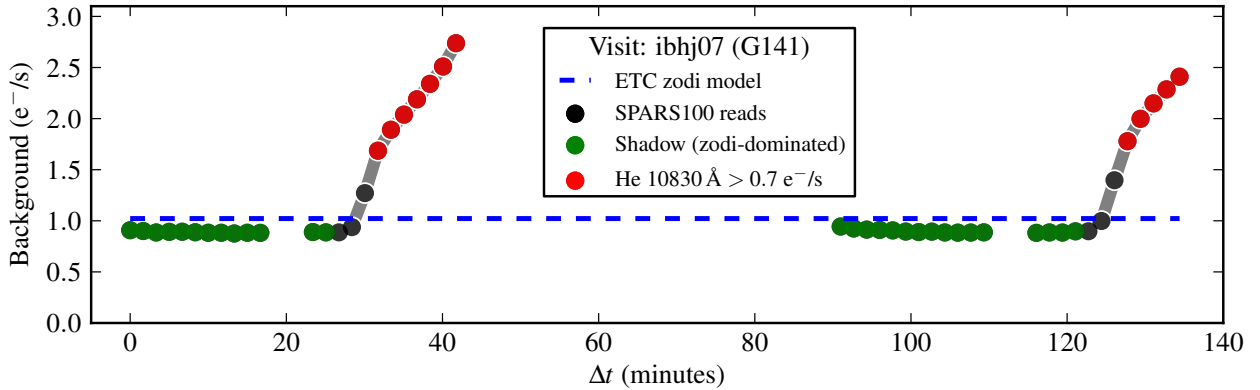 3.0
2.5
2.0
1.5
1.0
0.5
0.0
Background (e⁻/s)
Visit: ibhj07 (G141)
ETC zodi model
SPARS100 reads
Shadow (zodi-dominated)
He 10830 Å > 0.7 e⁻/s
0 20 40 60 80 100 120 140
Δt (minutes)